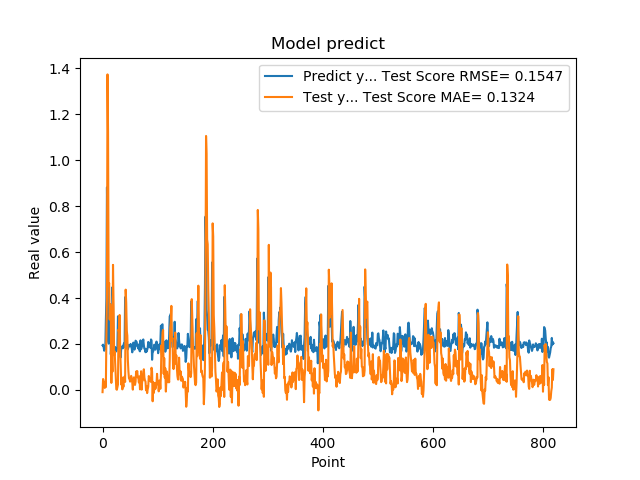 Model predict
Predict y... Test Score RMSE= 0.1547
Test y... Test Score MAE= 0.1324
Real value
1.4
1.2
1.0
0.8
0.6
0.4
0.2
0.0
0 200 400 600 800
Point